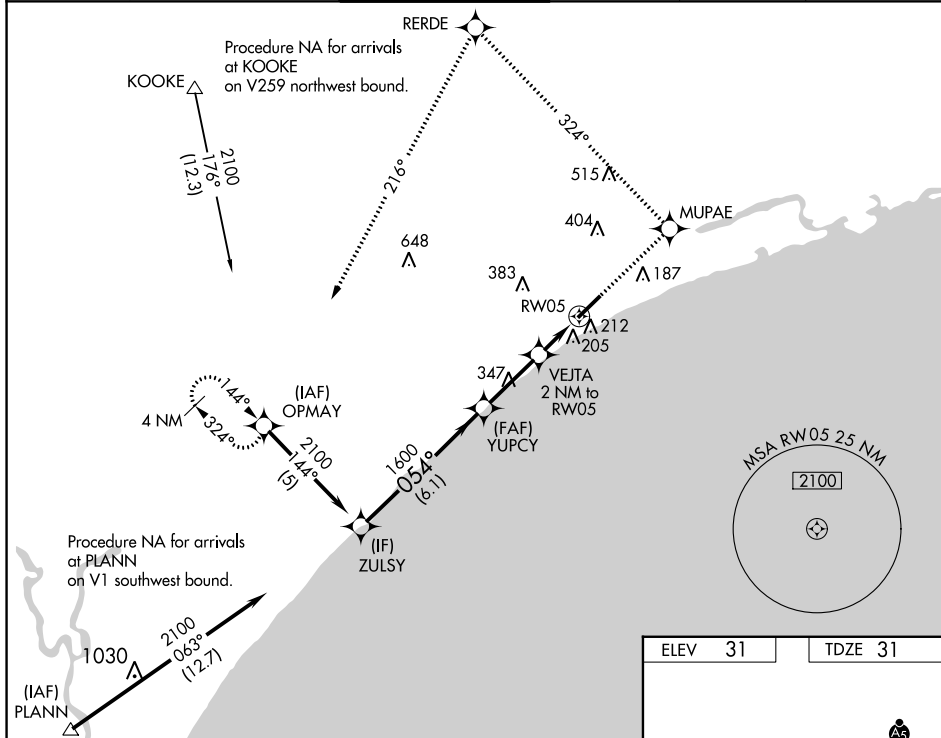 RERDE
Procedure NA for arrivals
at KOOKE
on V259 northwest bound.
KOOKE
2100
176°
(12.3)
216°
324°
515
MUPAE
404
648
383
187
RW05
212
205
347
VEJTA
2 NM to
RW05
(IAF)
OPMAY
144°
4 NM
324°
2100
144°
(5)
(FAF)
YUPCY
1600
054°
(6.1)
MSA RW05 25 NM
2100
(IF)
ZULSY
Procedure NA for arrivals
at PLANN
on V1 southwest bound.
2100
063°
(12.7)
1030
(IAF)
PLANN
ELEV 31
TDZE 31
A5